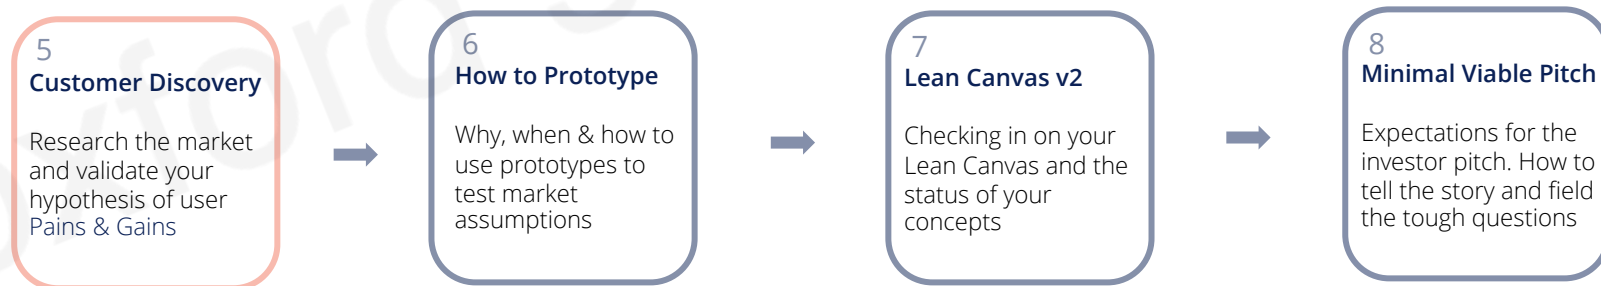 5
Customer Discovery
Research the market
and validate your
hypothesis of user
Pains & Gains
6
How to Prototype
Why, when & how to
use prototypes to
test market
assumptions
7
Lean Canvas v2
Checking in on your
Lean Canvas and the
status of your
concepts
8
Minimal Viable Pitch
Expectations for the
investor pitch. How to
tell the story and field
the tough questions
oxford